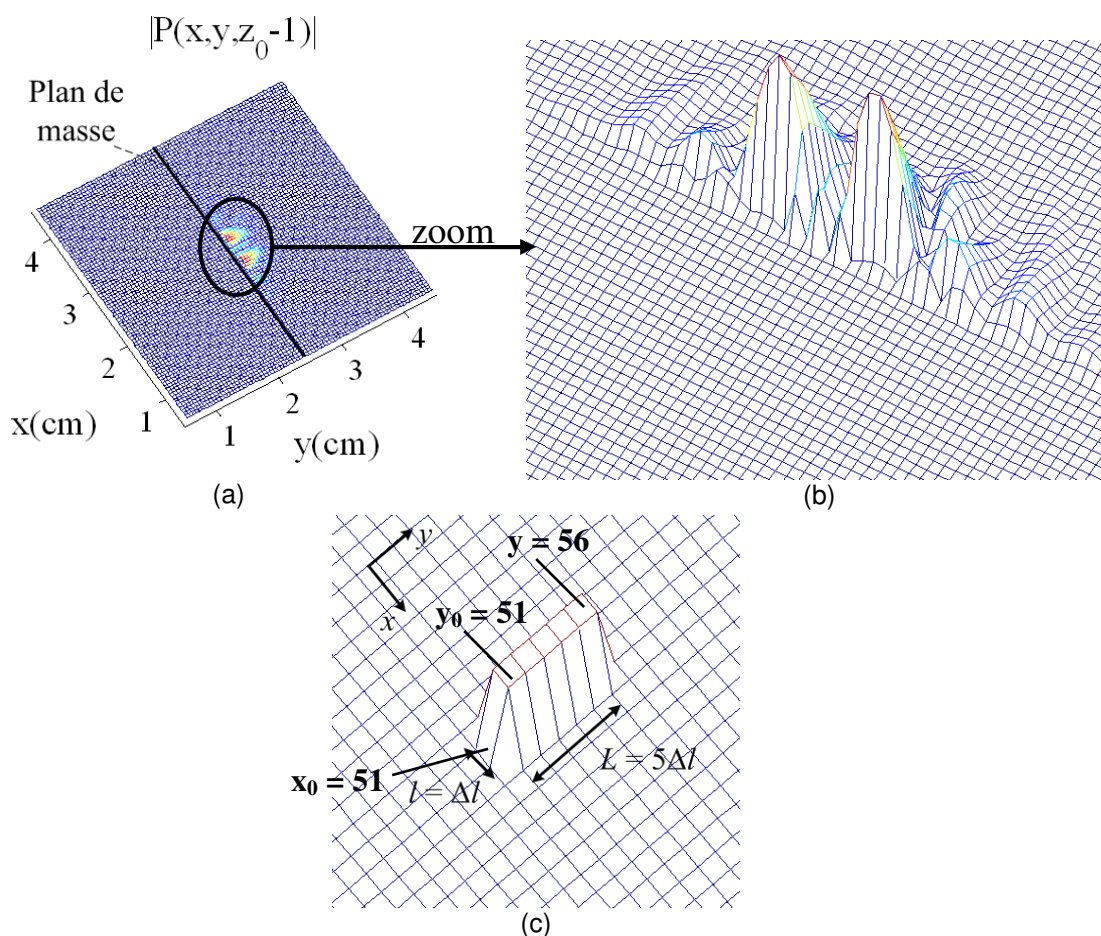 |P(x,y,z₀-1)|
Plan de
masse
zoom
4
3
2
1
x(cm)
1
2
3
4
y(cm)
(a)
(b)
y
x
y = 56
y₀ = 51
x₀ = 51
l = Δl
L = 5Δl
(c)